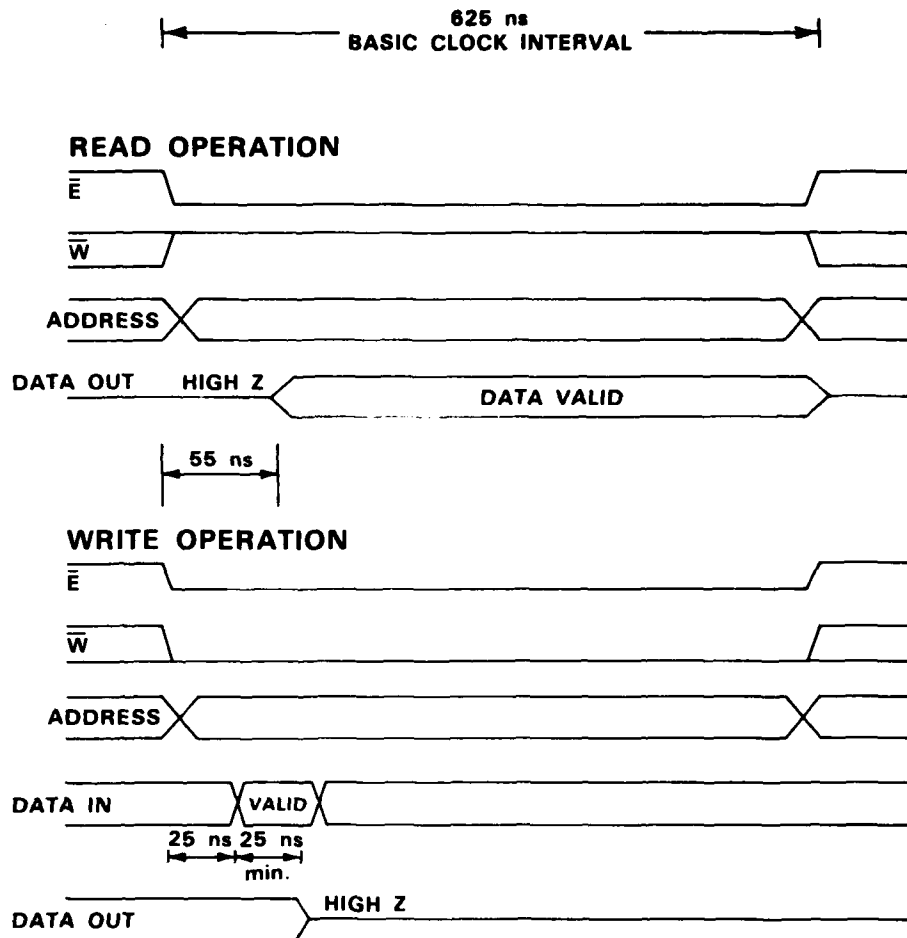 625 ns
BASIC CLOCK INTERVAL
READ OPERATION
E̅
W̅
ADDRESS
DATA OUT HIGH Z DATA VALID
55 ns
WRITE OPERATION
E̅
W̅
ADDRESS
DATA IN VALID
25 ns 25 ns
min.
DATA OUT HIGH Z